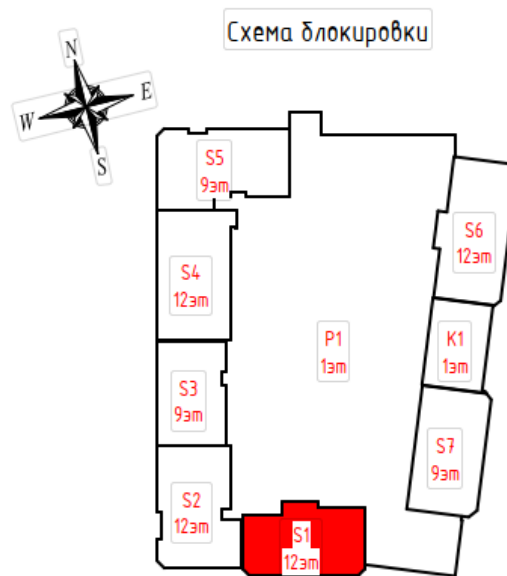 Схема блокировки
N
W
E
S
S5
9эт
S4
12эт
S3
9эт
S2
12эт
S1
12эт
P1
1эт
S6
12эт
K1
1эт
S7
9эт